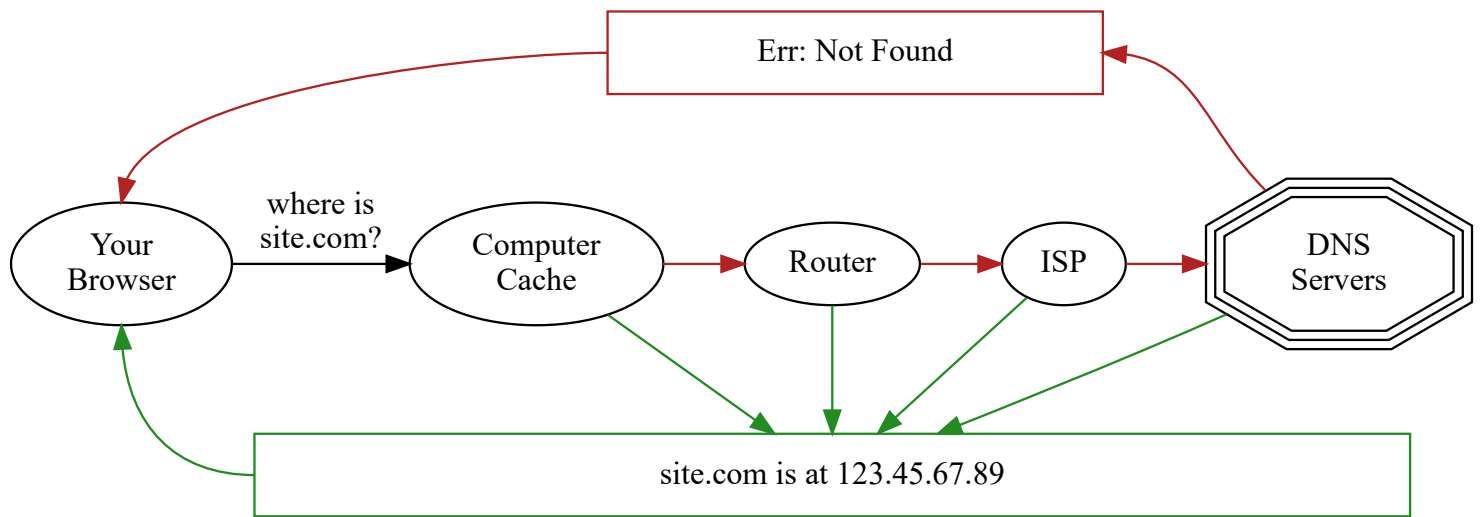 Err: Not Found
where is
site.com?
Your
Browser
Computer
Cache
Router
ISP
DNS
Servers
site.com is at 123.45.67.89